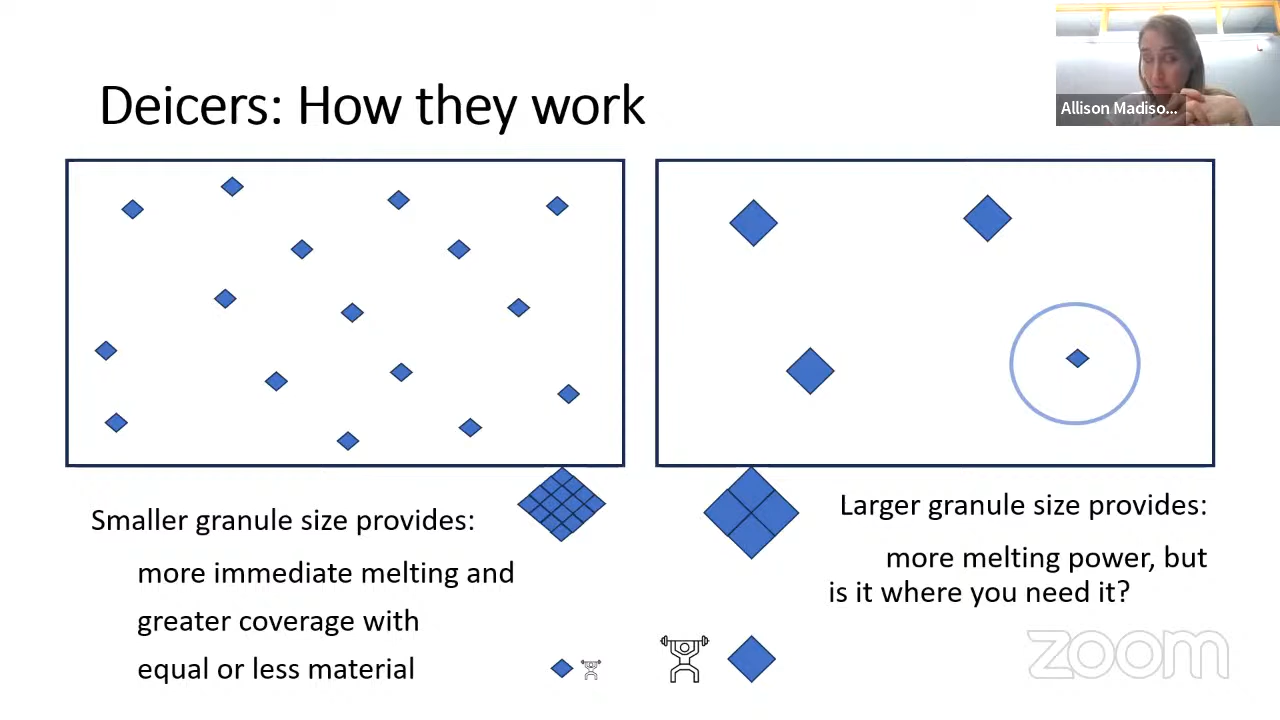 Deicers: How they work
Allison Madiso...
Smaller granule size provides:
more immediate melting and
greater coverage with
equal or less material
Larger granule size provides:
more melting power, but
is it where you need it?
zoom